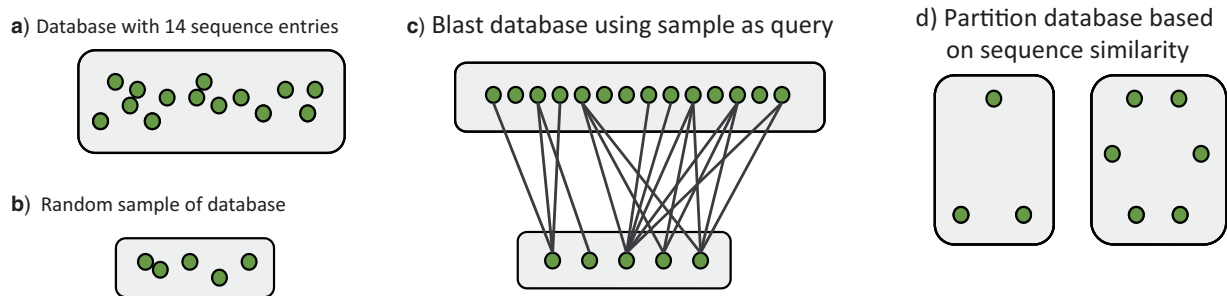 a) Database with 14 sequence entries
b) Random sample of database
c) Blast database using sample as query
d) Partition database based
on sequence similarity